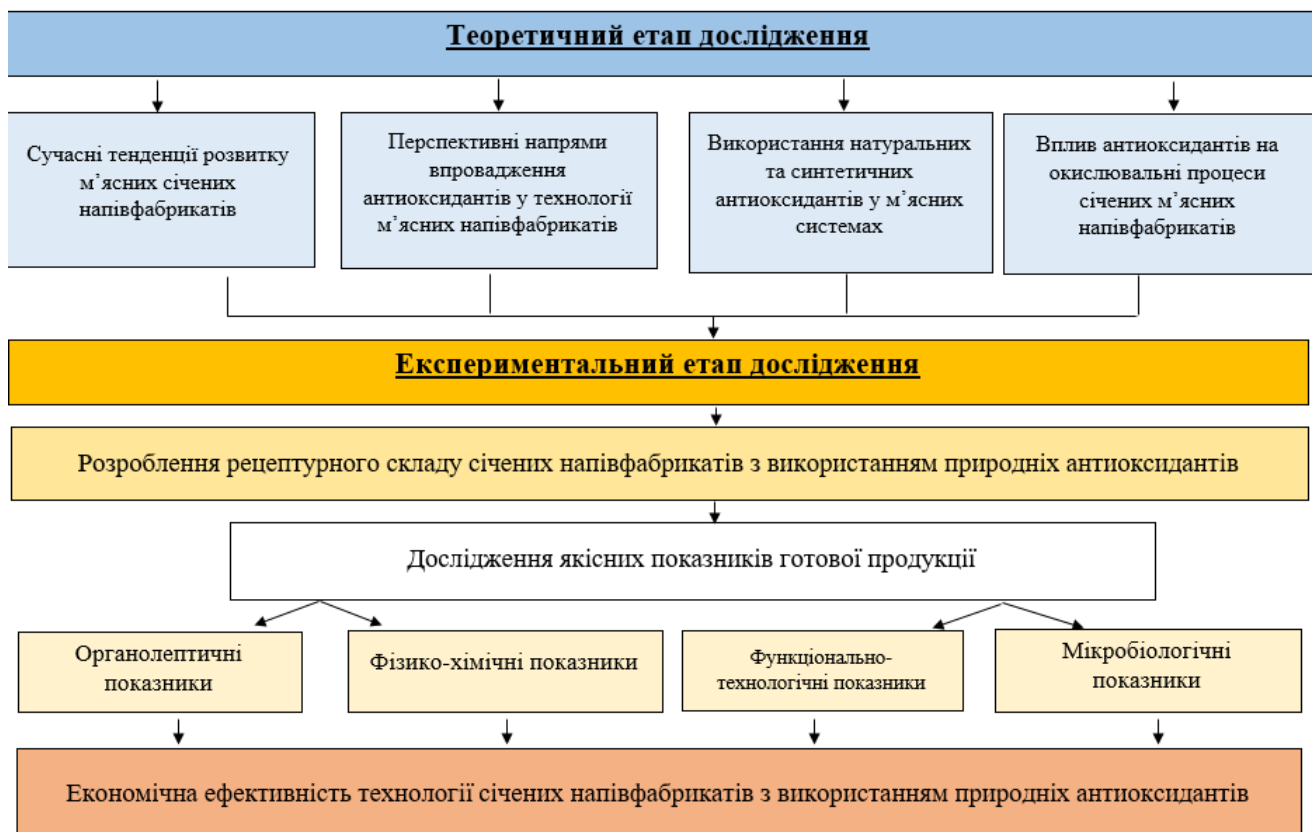 Теоретичний етап дослідження
Сучасні тенденції розвитку
м’ясних січених
напівфабрикатів
Перспективні напрями
впровадження
антиоксидантів у технології
м’ясних напівфабрикатів
Використання натуральних
та синтетичних
антиоксидантів у м’ясних
системах
Вплив антиоксидантів на
окислювальні процеси
січених м’ясних
напівфабрикатів
Експериментальний етап дослідження
Розроблення рецептурного складу січених напівфабрикатів з використанням природніх антиоксидантів
Дослідження якісних показників готової продукції
Органолептичні
показники
Фізико-хімічні показники
Функціонально-
технологічні показники
Мікробіологічні
показники
Економічна ефективність технології січених напівфабрикатів з використанням природніх антиоксидантів